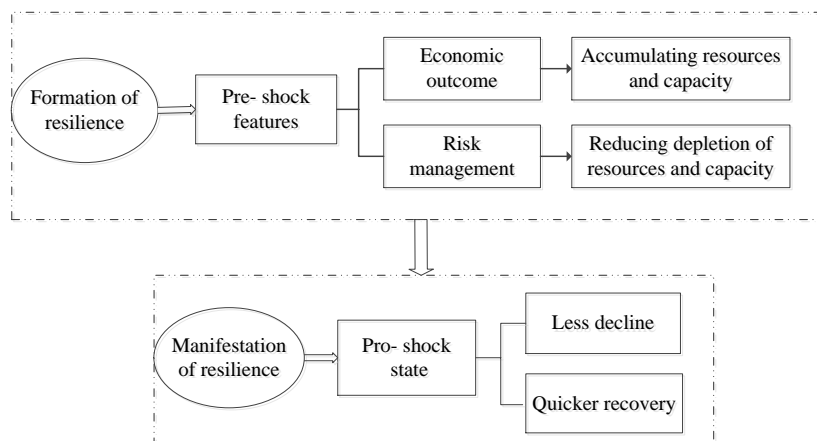 Formation of
resilience
Pre- shock
features
Economic
outcome
Accumulating resources
and capacity
Risk
management
Reducing depletion of
resources and capacity
Manifestation
of resilience
Pro- shock
state
Less decline
Quicker recovery